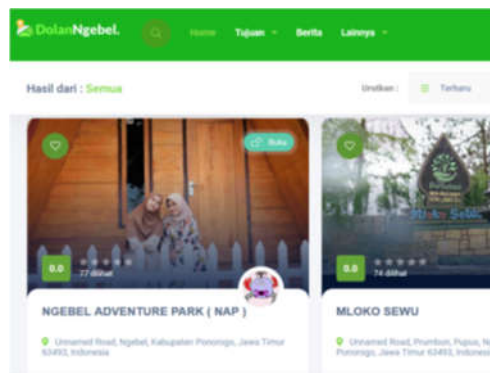 DolanNgebel.
Home Tujuan Berita Lainnya
Hasil dari : Semua
Urutkan : Terbaru
Buka
0.0
77 dilihat
0.0
74 dilihat
NGEBEL ADVENTURE PARK ( NAP )
MLOKO SEWU
Unnamed Road, Ngebel, Kabupaten Ponorogo, Jawa Timur
63493, Indonesia
Unnamed Road, Prumbon, Pupus,
Ponorogo, Jawa Timur 63493, Indonesia